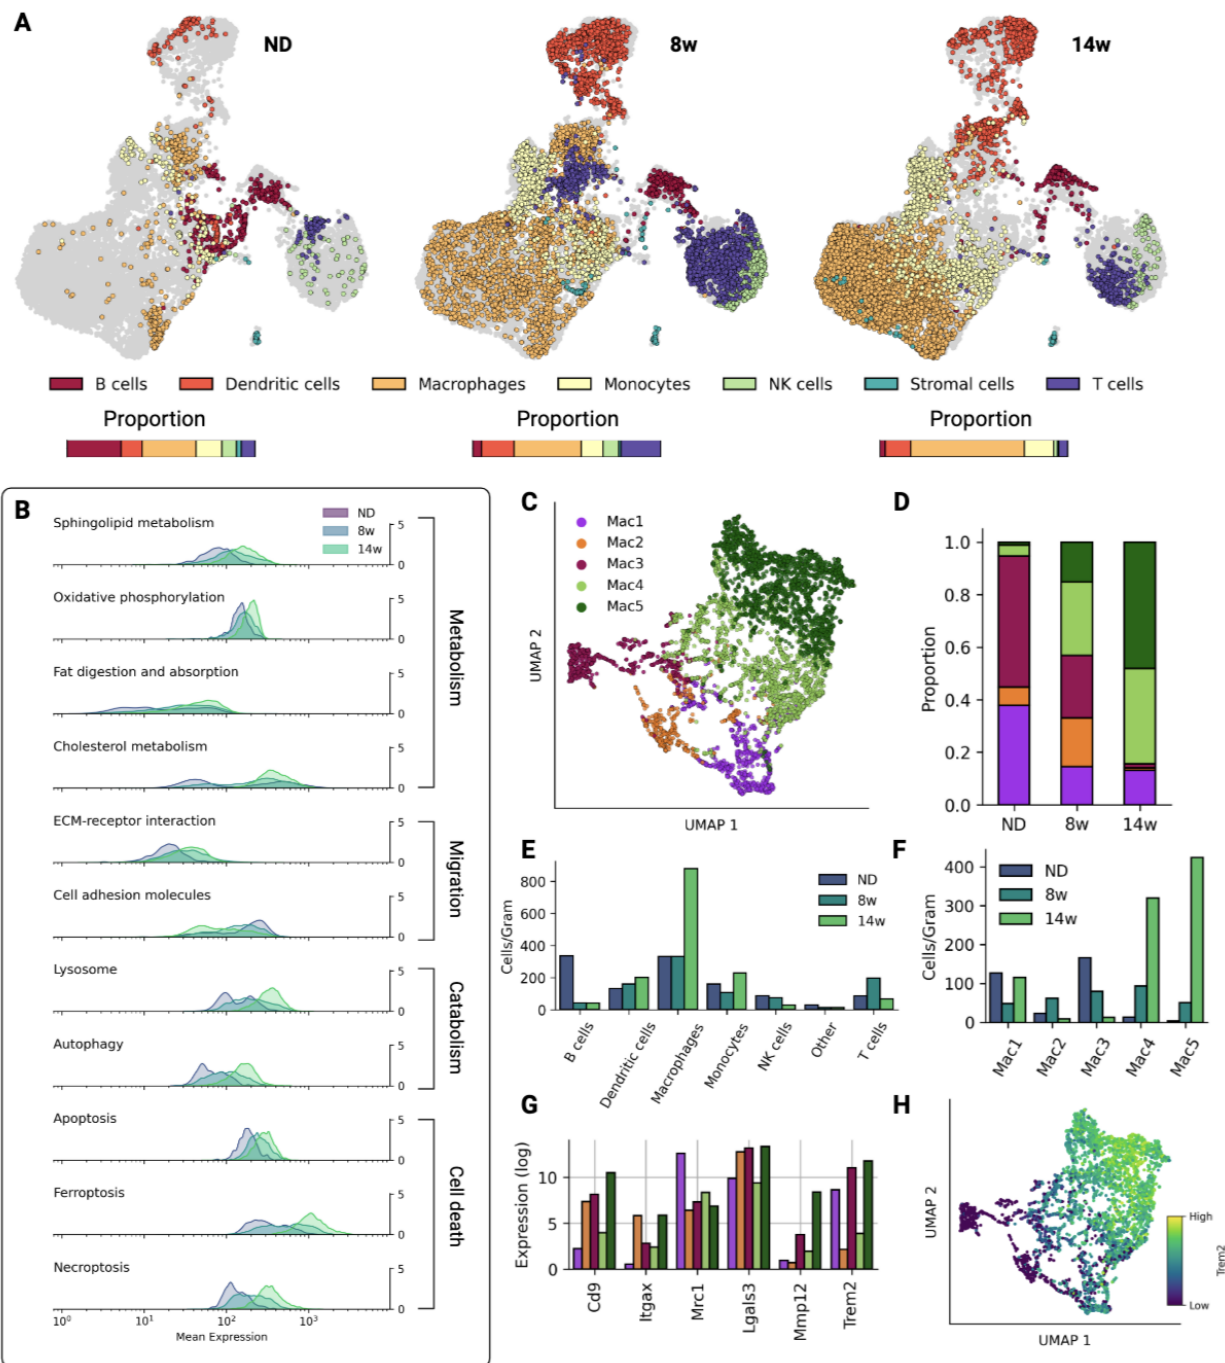 A
ND
8w
14w
B cells Dendritic cells Macrophages Monocytes NK cells Stromal cells T cells
Proportion Proportion Proportion
B
ND
8w
14w
Sphingolipid metabolism
5
0
Oxidative phosphorylation
5
0
Fat digestion and absorption
5
0
Cholesterol metabolism
5
0
Metabolism
ECM-receptor interaction
5
0
Cell adhesion molecules
5
0
Migration
Lysosome
5
0
Autophagy
5
0
Catabolism
Apoptosis
5
0
Ferroptosis
5
0
Necroptosis
5
0
Cell death
10⁰ 10¹ 10² 10³
Mean Expression
C
Mac1
Mac2
Mac3
Mac4
Mac5
UMAP 2
UMAP 1
D
Proportion
1.0
0.8
0.6
0.4
0.2
0.0
ND 8w 14w
E
Cells/Gram
800
600
400
200
0
ND
8w
14w
B cells Dendritic cells Macrophages Monocytes NK cells Other T cells
F
Cells/Gram
400
300
200
100
0
ND
8w
14w
Mac1 Mac2 Mac3 Mac4 Mac5
G
Expression (log)
10
5
0
Cd9 Itgax Mrc1 Lgals3 Mmp12 Trem2
H
UMAP 2
UMAP 1
High
Low
Trem2